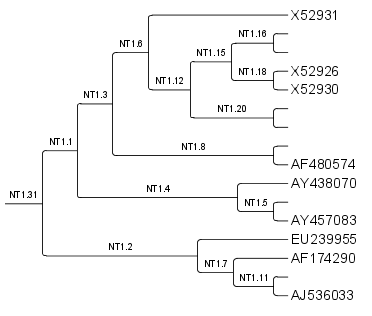 X52931
NT1.16
NT1.6
NT1.15
NT1.18
X52926
NT1.12
X52930
NT1.3
NT1.20
NT1.1
NT1.8
AF480574
AY438070
NT1.4
NT1.31
NT1.5
AY457083
EU239955
NT1.2
AF174290
NT1.7
NT1.11
AJ536033